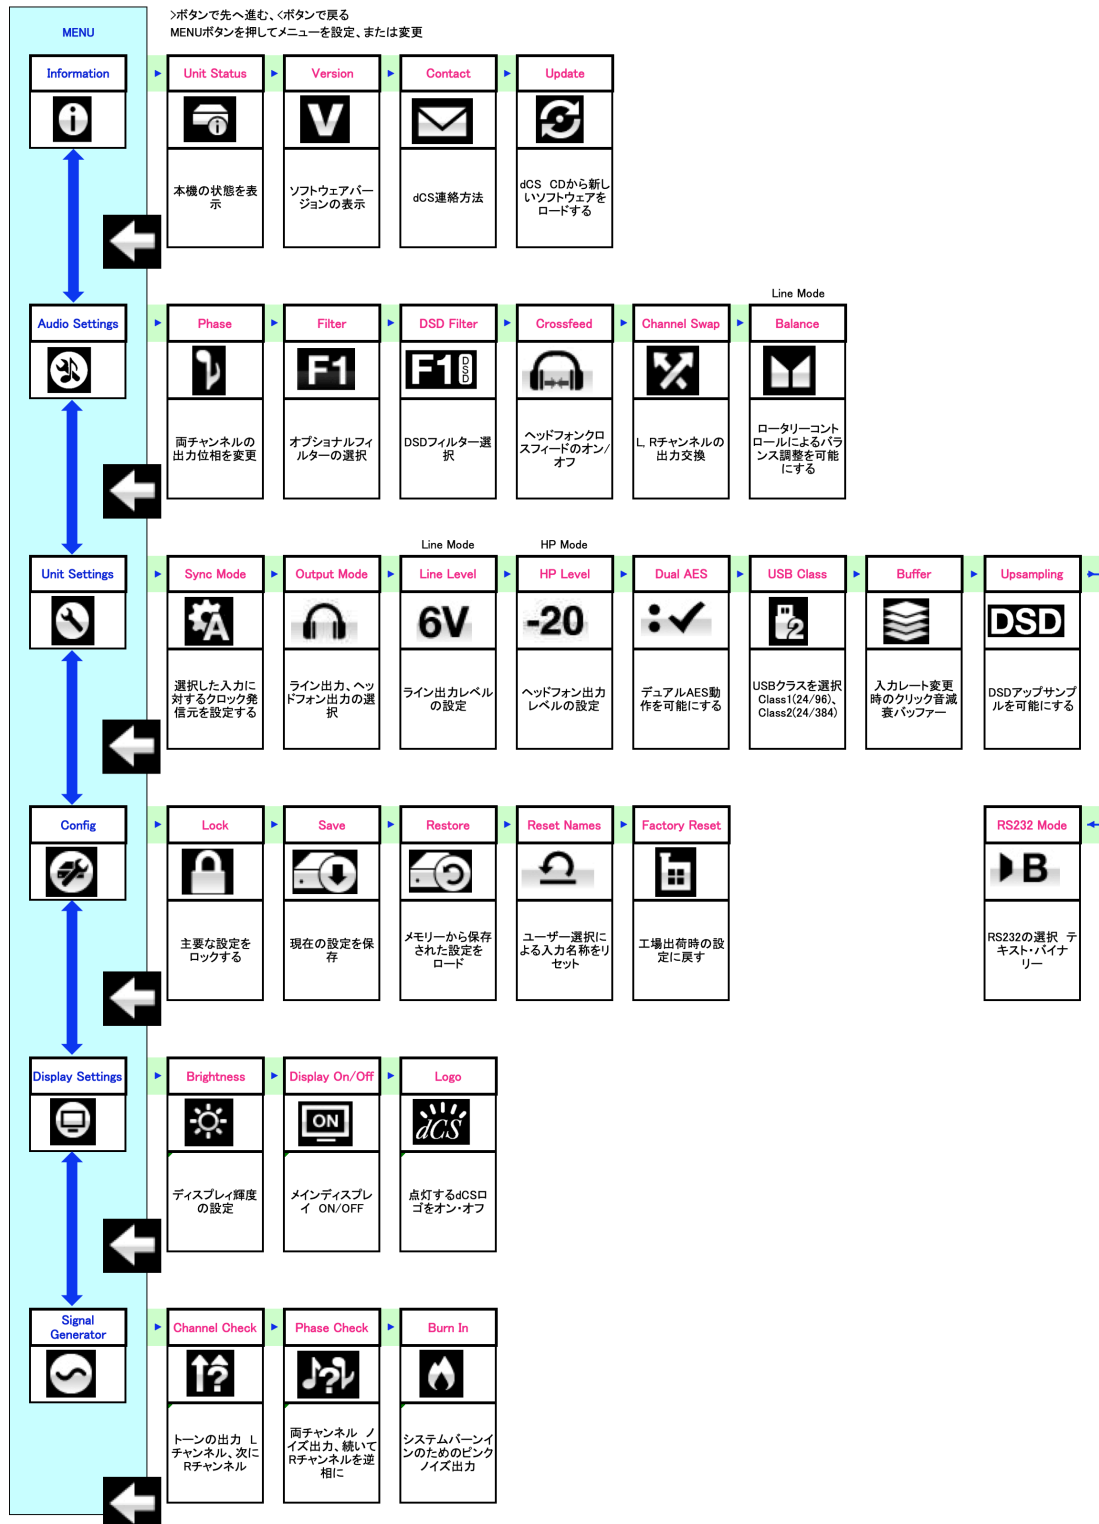 >ボタンで先へ進む、<ボタンで戻る
MENU
MENUボタンを押してメニューを設定、または変更
Information
Unit Status
Version
Contact
Update
V
本機の状態を表
示
ソフトウェアバー
ジョンの表示
dCS連絡方法
dCS CDから新し
いソフトウェアを
ロードする
Line Mode
Audio Settings
Phase
Filter
DSD Filter
Crossfeed
Channel Swap
Balance
F1
F1 DSD
両チャンネルの
出力位相を変更
オプショナルフィ
ルターの選択
DSDフィルター選
択
ヘッドフォンクロ
スフィードのオン/
オフ
L, Rチャンネルの
出力交換
ロータリーコント
ロールによるバラ
ンス調整を可能
にする
Line Mode
HP Mode
Unit Settings
Sync Mode
Output Mode
Line Level
HP Level
Dual AES
USB Class
Buffer
Upsampling
A
6V
-20
2
DSD
選択した入力に
対するクロック発
信元を設定する
ライン出力、ヘッ
ドフォン出力の選
択
ライン出力レベル
の設定
ヘッドフォン出力
レベルの設定
デュアルAES動
作を可能にする
USBクラスを選択
Class1(24/96)、
Class2(24/384)
入力レート変更
時のクリック音減
衰バッファー
DSDアップサンプ
ルを可能にする
Config
Lock
Save
Restore
Reset Names
Factory Reset
RS232 Mode
B
主要な設定を
ロックする
現在の設定を保
存
メモリーから保存
された設定を
ロード
ユーザー選択に
よる入力名称をリ
セット
工場出荷時の設
定に戻す
RS232の選択 テ
キスト・バイナ
リー
Display Settings
Brightness
Display On/Off
Logo
ON
dCS
ディスプレィ輝度
の設定
メインディスプレ
イ ON/OFF
点灯するdCSロ
ゴをオン・オフ
Signal
Generator
Channel Check
Phase Check
Burn In
?
?
トーンの出力 L
チャンネル、次に
Rチャンネル
両チャンネル ノ
イズ出力、続いて
Rチャンネルを逆
相に
システムバーンイ
ンのためのピンク
ノイズ出力